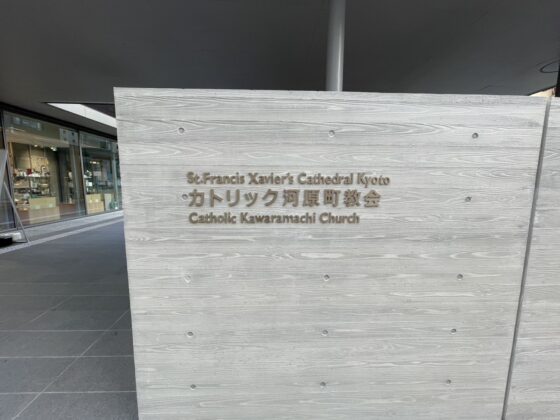 St.Francis Xavier's Cathedral Kyoto
カトリック河原町教会
Catholic Kawaramachi Church